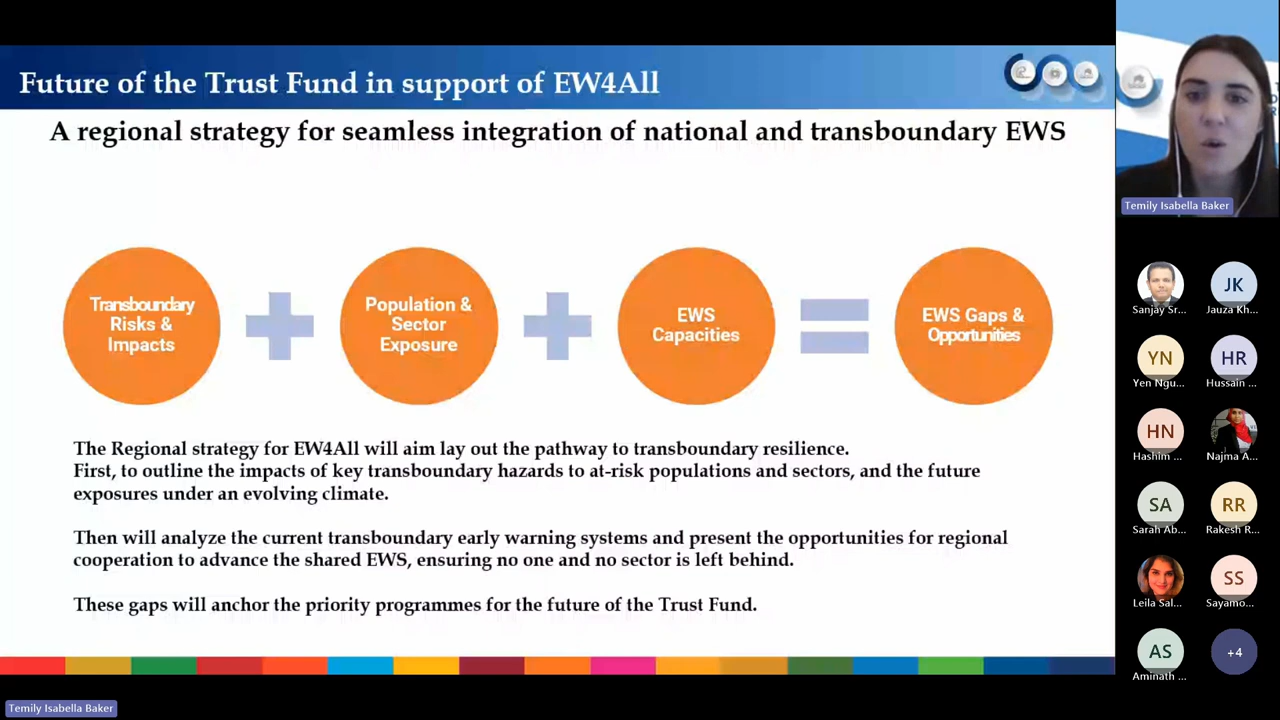 Future of the Trust Fund in support of EW4All
A regional strategy for seamless integration of national and transboundary EWS
Transboundary
Risks &
Impacts
Population &
Sector
Exposure
EWS
Capacities
EWS Gaps &
Opportunities
The Regional strategy for EW4All will aim lay out the pathway to transboundary resilience.
First, to outline the impacts of key transboundary hazards to at-risk populations and sectors, and the future
exposures under an evolving climate.
Then will analyze the current transboundary early warning systems and present the opportunities for regional
cooperation to advance the shared EWS, ensuring no one and no sector is left behind.
These gaps will anchor the priority programmes for the future of the Trust Fund.
Temily Isabella Baker
Temily Isabella Baker
Sanjay Sr...
JK
Jauza Kh...
YN
Yen Ngu...
HR
Hussain ...
HN
Hashim ...
Najma A...
SA
Sarah Ab...
RR
Rakesh R...
Leila Sal...
SS
Sayamo...
AS
Aminath ...
+4